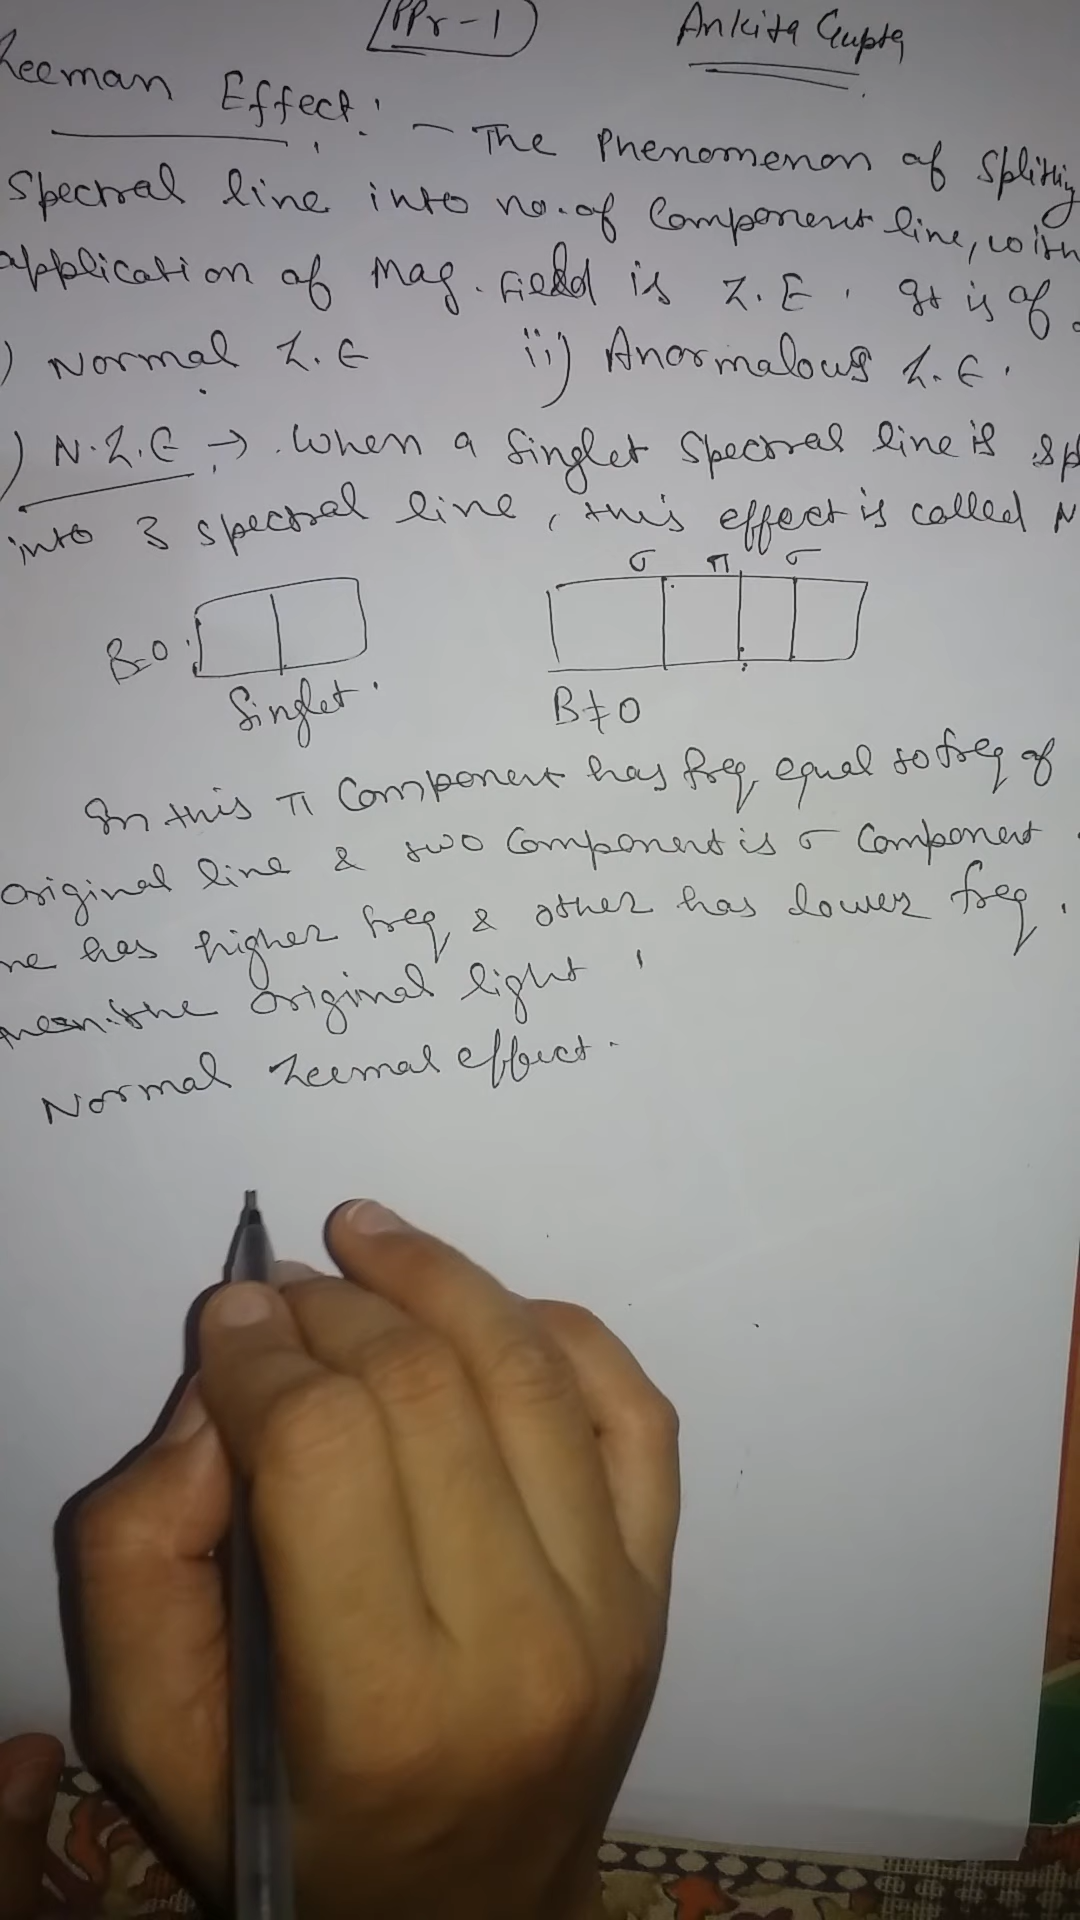 PPr-1
Ankita Gupta
Zeeman Effect :- The Phenomenon of Splitting
Spectral line into no. of Component line, with
application of Mag. Field is Z.E. It is of
) Normal Z.E ii) Anormalous Z.E.
) N.Z.E → When a Singlet Spectral line is sp
into 3 spectral line, this effect is called N
σ π σ
B=0
Singlet.
B≠0
In this π Component has freq equal to freq of
original line & two Component is σ Component
ne has higher freq & other has lower freq.
the original light
Normal Zeemal effect.